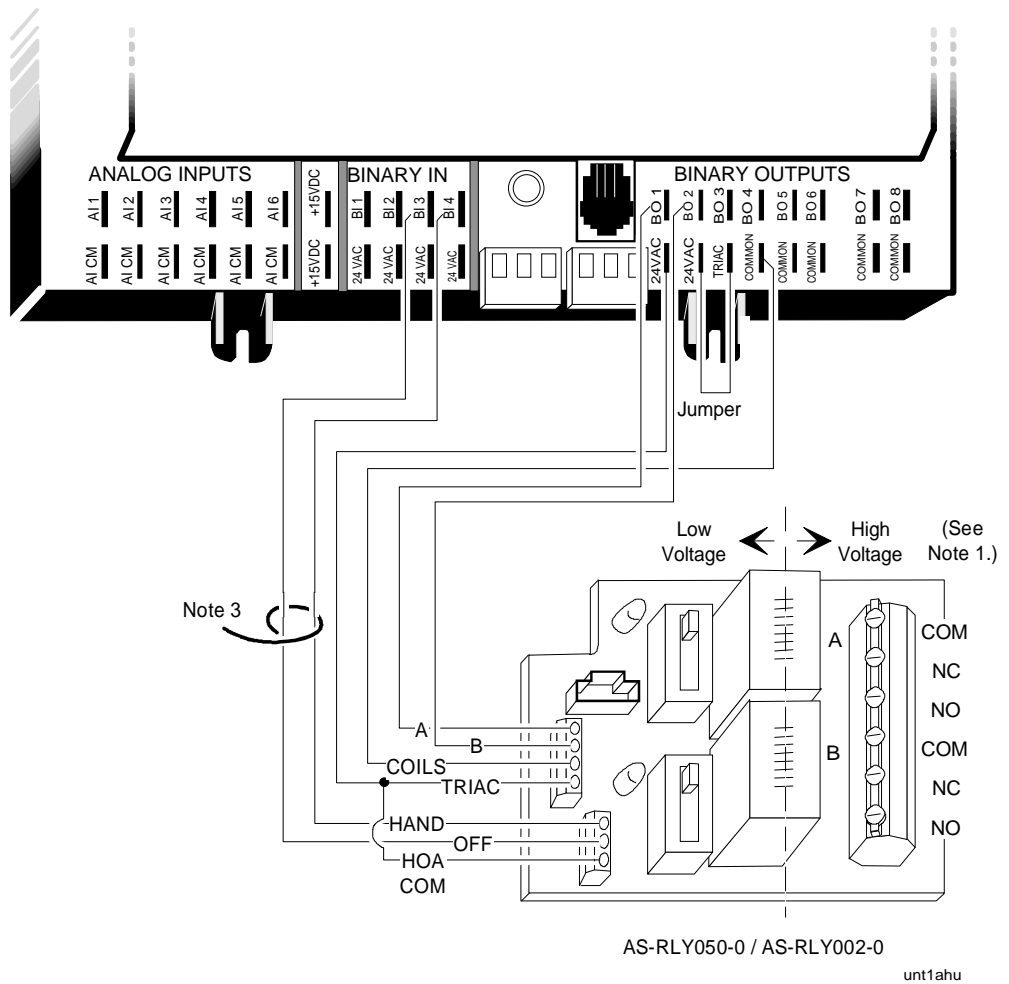 ANALOG INPUTS
BINARY IN
BINARY OUTPUTS
AI 1
AI 2
AI 3
AI 4
AI 5
AI 6
+15VDC
BI 1
BI 2
BI 3
BI 4
BO 1
BO 2
BO 3
BO 4
BO 5
BO 6
BO 7
BO 8
AI CM
AI CM
AI CM
AI CM
AI CM
AI CM
+15VDC
24 VAC
24 VAC
24 VAC
24 VAC
24VAC
24VAC
TRIAC
COMMON
COMMON
COMMON
COMMON
COMMON
Jumper
Low
Voltage
High
Voltage
(See
Note 1.)
Note 3
A
COM
NC
NO
B
COM
NC
NO
A
B
COILS
TRIAC
HAND
OFF
HOA
COM
AS-RLY050-0 / AS-RLY002-0
unt1ahu